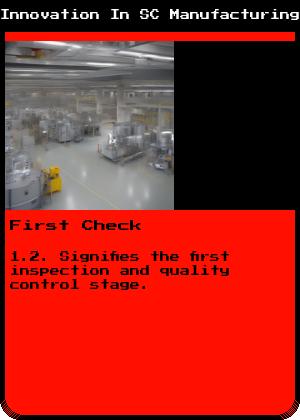 Innovation In SC Manufacturing
First Check
1.2. Signifies the first
inspection and quality
control stage.